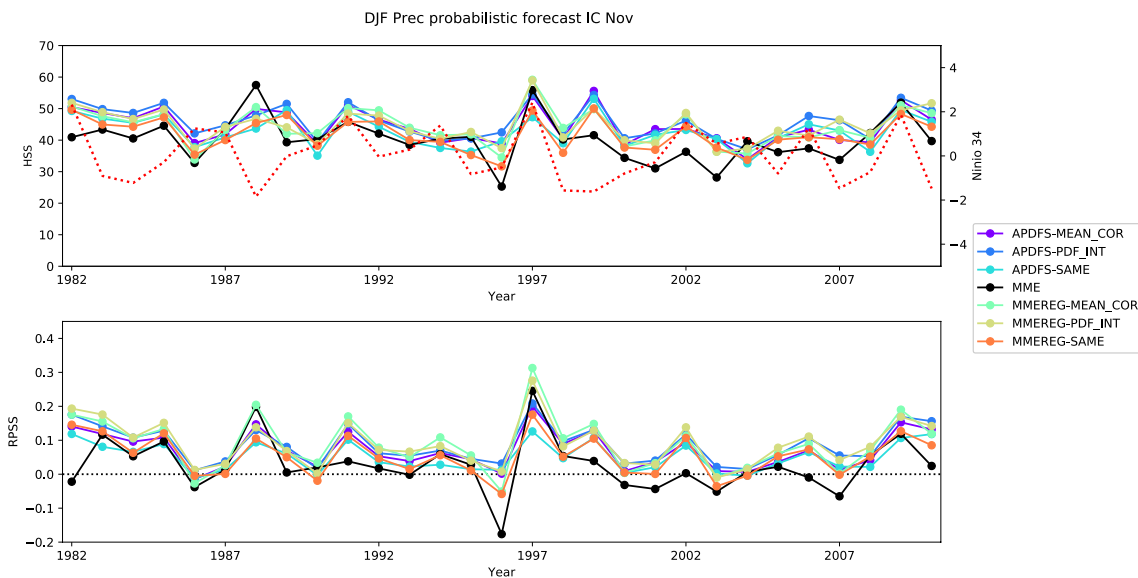 DJF Prec probabilistic forecast IC Nov
70
60
50
40
30
20
10
0
HSS
4
2
0
−2
−4
Ninio 34
1982
1987
1992
1997
2002
2007
Year
APDFS-MEAN_COR
APDFS-PDF_INT
APDFS-SAME
MME
MMEREG-MEAN_COR
MMEREG-PDF_INT
MMEREG-SAME
0.4
0.3
0.2
0.1
0.0
−0.1
−0.2
RPSS
1982
1987
1992
1997
2002
2007
Year